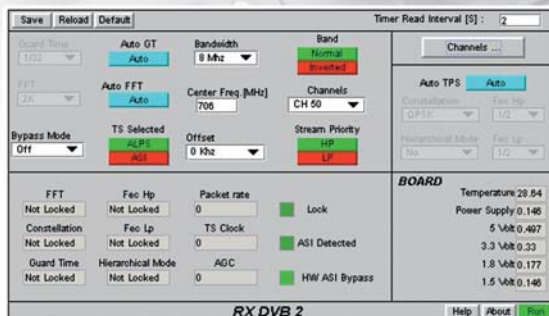 Save Reload Default Timer Read Interval [S] : 2
Guard Time Auto GT Bandwidth Band
1/32 Auto 8 Mhz Normal
Inverted
Channels ...
FFT Auto FFT Center Freq.[MHz] Channels
2K Auto 706 CH 50
Auto TPS Auto
Constellation Fec Hp
QPSK 1/2
Hierarchical Mode Fec Lp
No 1/2
Bypass Mode TS Selected Offset Stream Priority
Off ALPS 0 Khz HP
ASI LP
FFT Fec Hp Packet rate
Not Locked Not Locked 0 Lock
Constellation Fec Lp TS Clock
Not Locked Not Locked 0 ASI Detected
Guard Time Hierarchical Mode AGC
Not Locked Not Locked 0 HW ASI Bypass
BOARD
Temperature 28.64
Power Supply 0.146
5 Volt 0.497
3.3 Volt 0.33
1.8 Volt 0.177
1.5 Volt 0.146
RX DVB 2 Help About Run